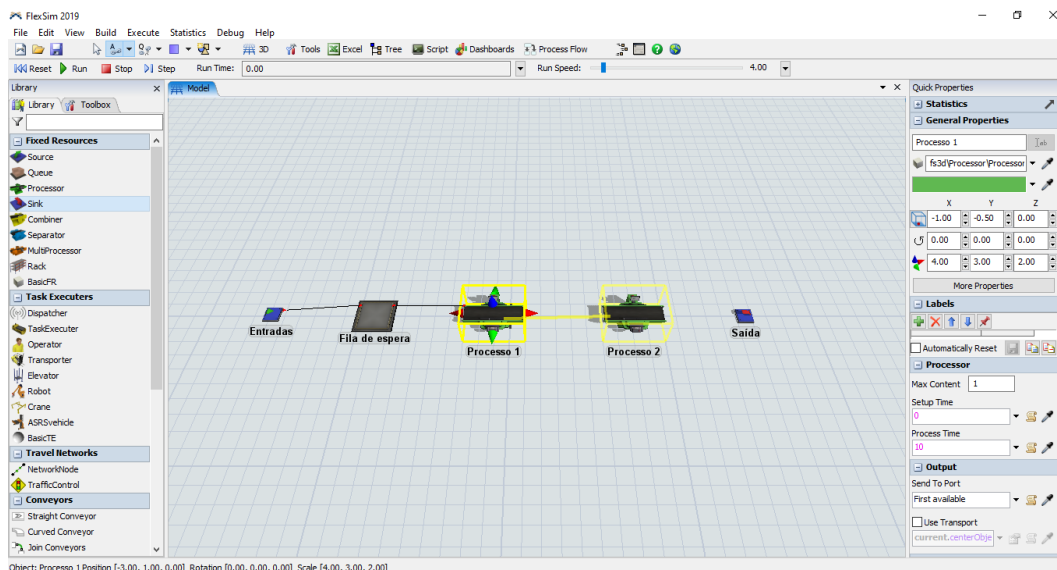 FlexSim 2019
File Edit View Build Execute Statistics Debug Help
3D Tools Excel Tree Script Dashboards Process Flow
Reset Run Stop Step Run Time: 0.00 Run Speed: 4.00
Library
Model
Quick Properties
Library Toolbox
Fixed Resources
Source
Queue
Processor
Sink
Combiner
Separator
MultiProcessor
Rack
BasicFR
Task Executers
Dispatcher
TaskExecuter
Operator
Transporter
Elevator
Robot
Crane
ASRSvehicle
BasicTE
Travel Networks
NetworkNode
TrafficControl
Conveyors
Straight Conveyor
Curved Conveyor
Join Conveyors
Entradas
Fila de espera
Processo 1
Processo 2
Saída
Statistics
General Properties
Processo 1
fs3d\Processor\Processor
X Y Z
-1.00 -0.50 0.00
0.00 0.00 0.00
4.00 3.00 2.00
More Properties
Labels
Automatically Reset
Processor
Max Content 1
Setup Time
0
Process Time
10
Output
Send To Port
First available
Use Transport
current.centerObje
Object: Processo 1 Position [-3.00, 1.00, 0.00] Rotation [0.00, 0.00, 0.00] Scale [4.00, 3.00, 2.00]